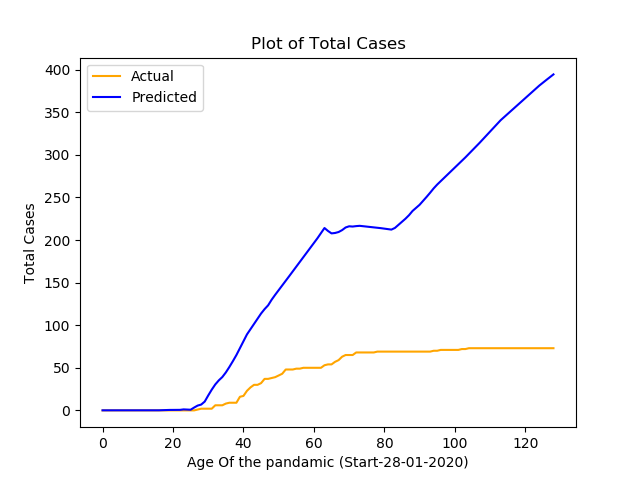 Plot of Total Cases
Actual
Predicted
400
350
300
250
200
150
100
50
0
Total Cases
0 20 40 60 80 100 120
Age Of the pandamic (Start-28-01-2020)